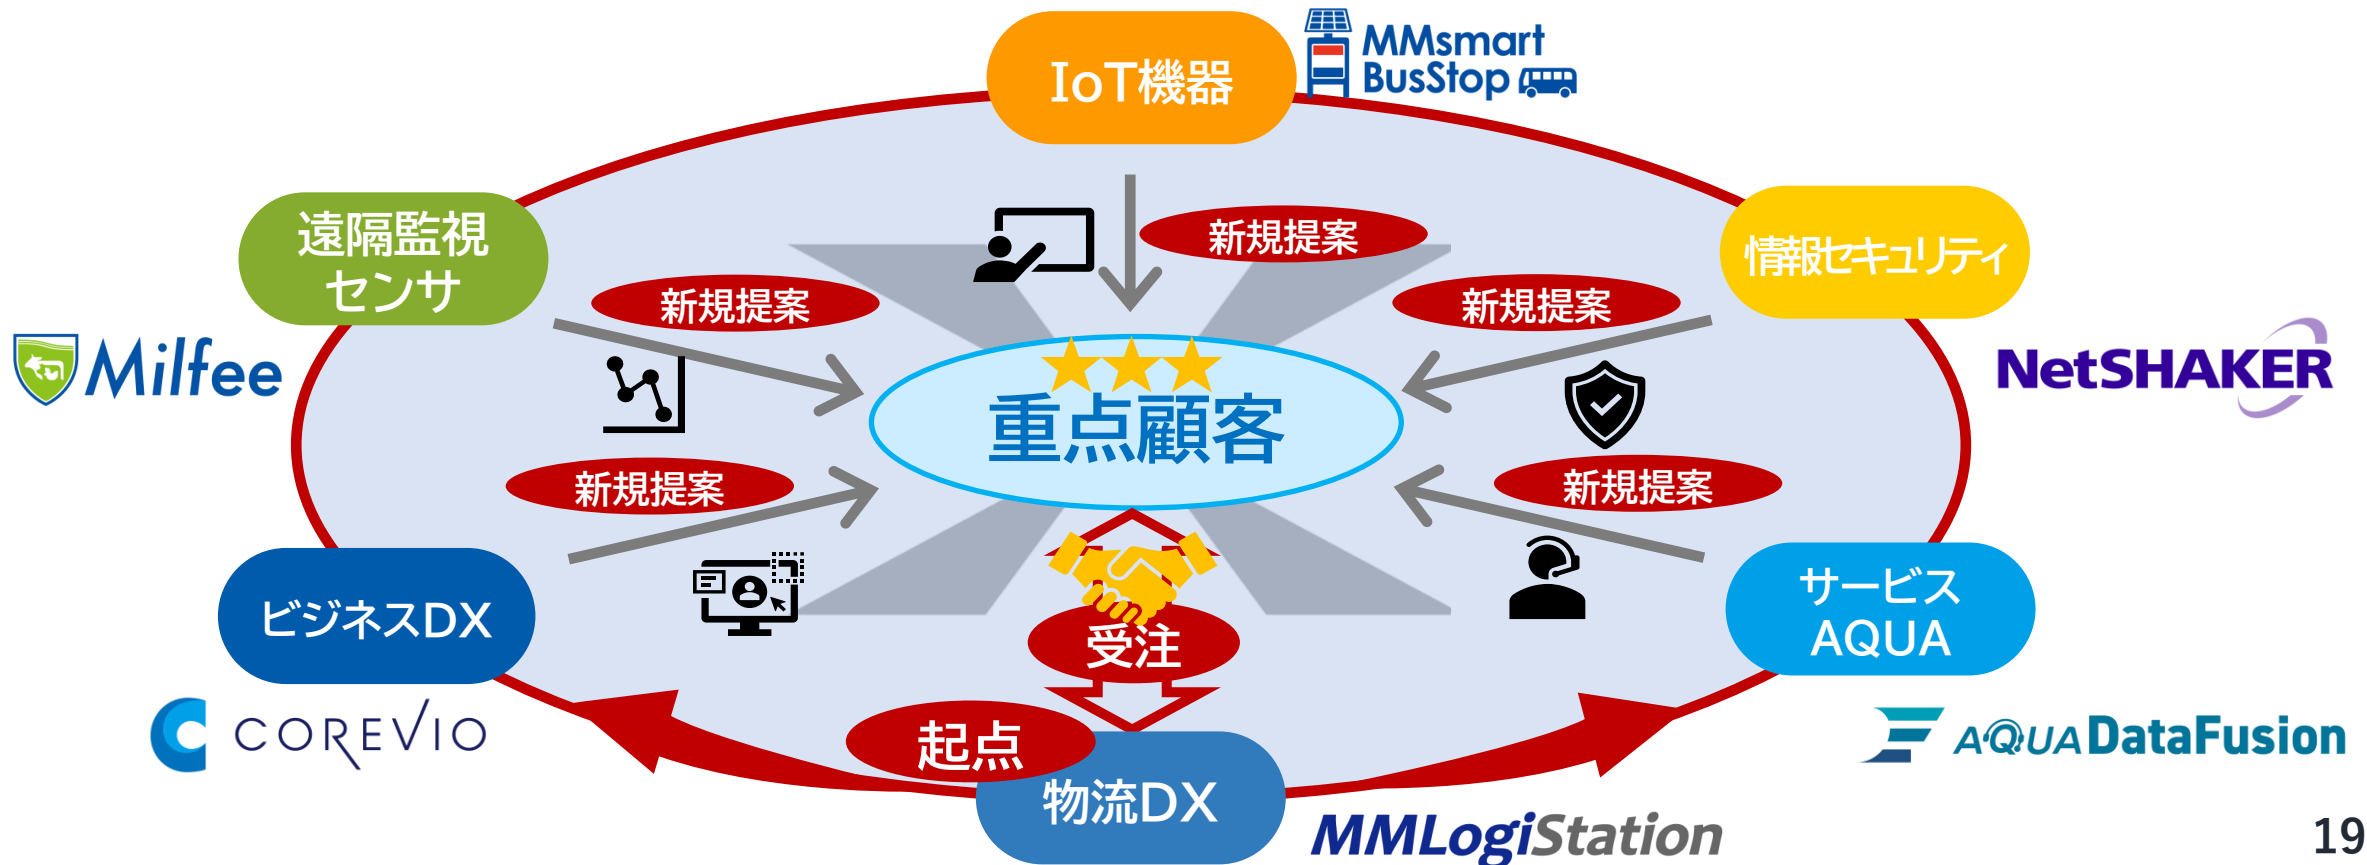 IoT機器
MMsmart
BusStop
遠隔監視
センサ
新規提案
情報セキュリティ
新規提案
新規提案
Milfee
NetSHAKER
重点顧客
新規提案
新規提案
ビジネスDX
受注
サービス
AQUA
COREVIO
起点
AQUA DataFusion
物流DX
MMLogiStation
19